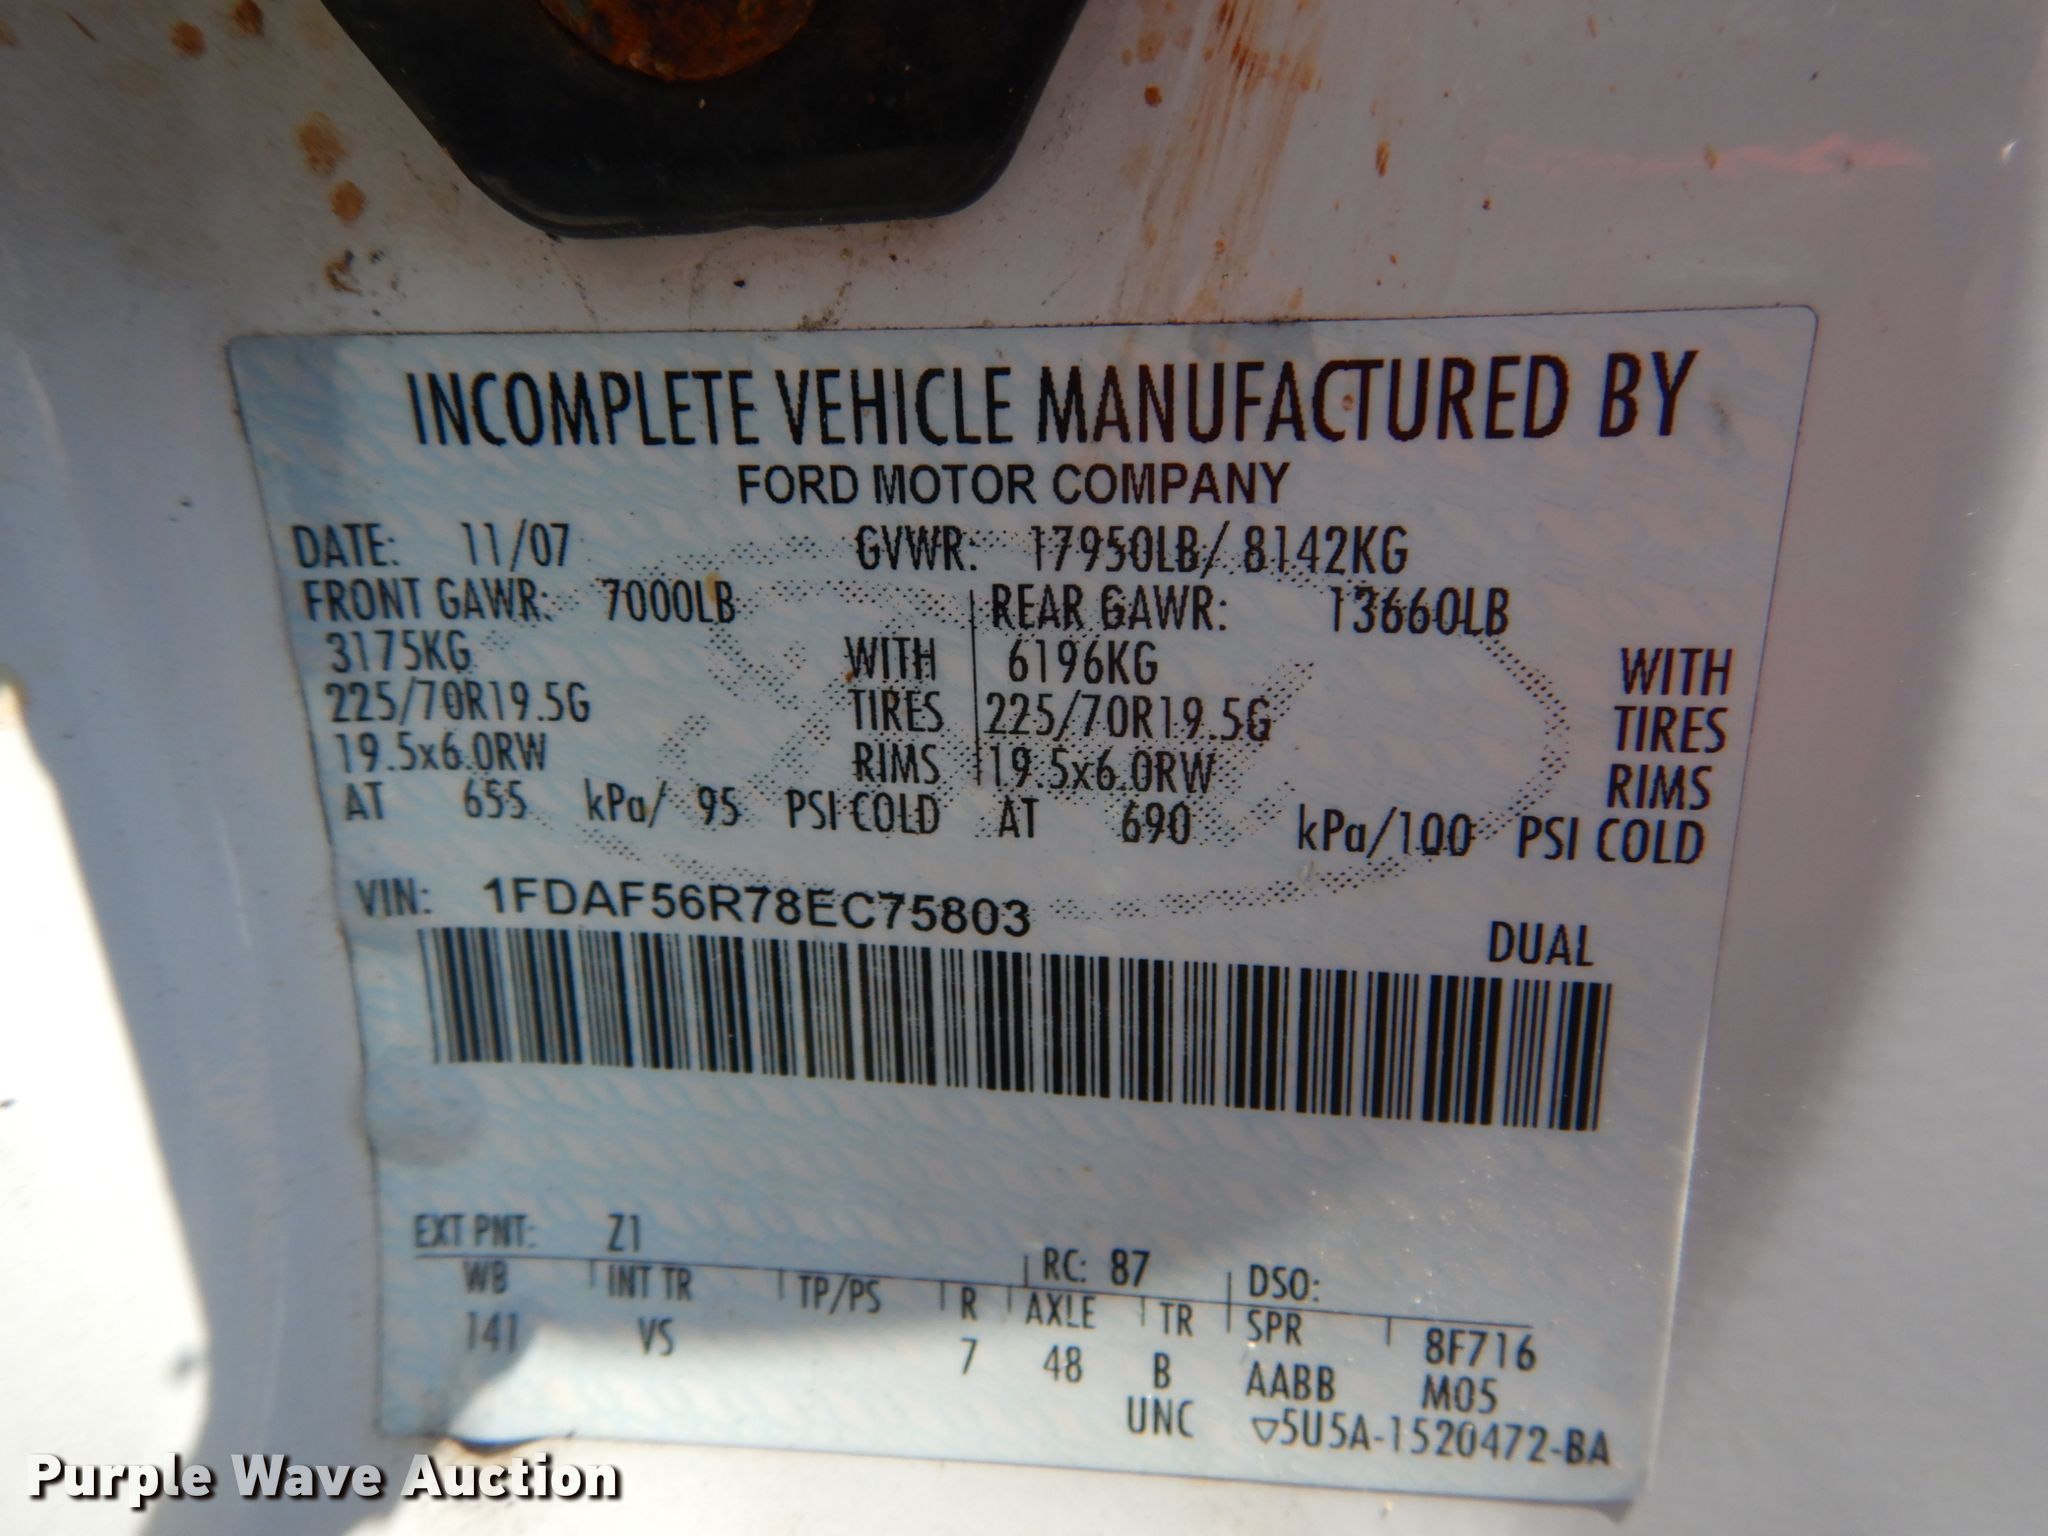 INCOMPLETE VEHICLE MANUFACTURED BY
FORD MOTOR COMPANY
DATE: 11/07 GVWR: 17950LB/ 8142KG
FRONT GAWR: 7000LB REAR GAWR: 13660LB
3175KG WITH 6196KG WITH
225/70R19.5G TIRES 225/70R19.5G TIRES
19.5x6.0RW RIMS 19.5x6.0RW RIMS
AT 655 kPa/ 95 PSI COLD AT 690 kPa/100 PSI COLD
VIN: 1FDAF56R78EC75803
DUAL
EXT PNT: Z1 RC: 87 DSO:
WB INT TR TP/PS R AXLE TR SPR 8F716
141 VS 7 48 B AABB M05
UNC ▽5U5A-1520472-BA
Purple Wave Auction